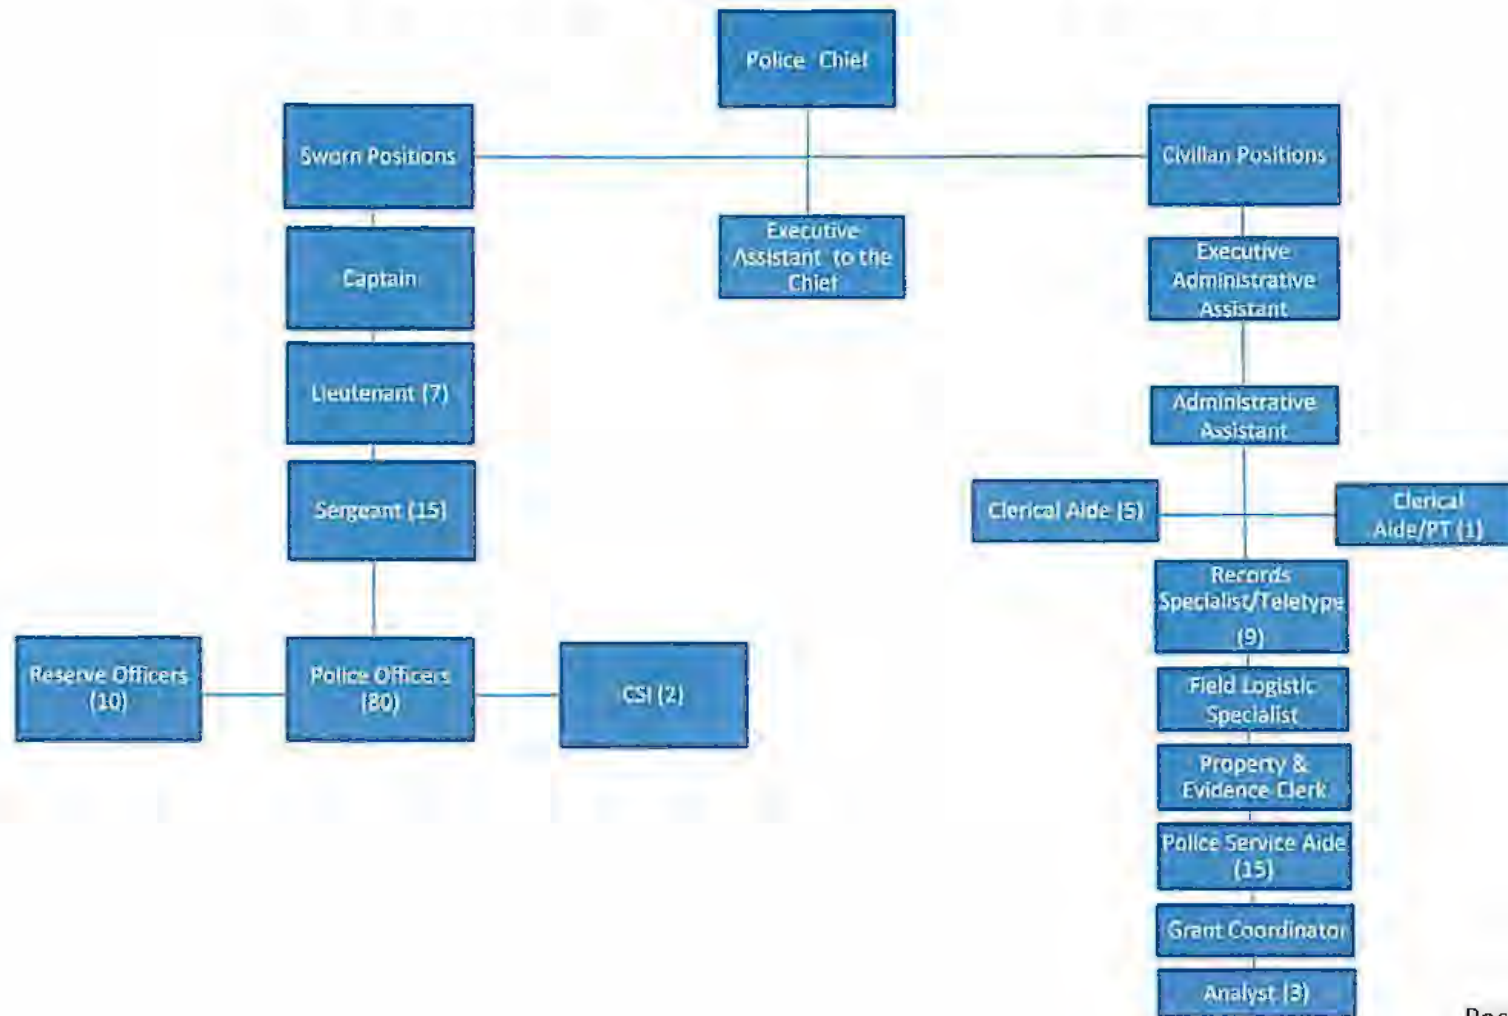 Police Chief
Sworn Positions
Civilian Positions
Executive
Assistant to the
Chief
Captain
Executive
Administrative
Assistant
Lieutenant (7)
Administrative
Assistant
Sergeant (15)
Clerical Aide (5)
Clerical
Aide/PT (1)
Records
Specialist/Teletype
(9)
Reserve Officers
(10)
Police Officers
(80)
CSI (2)
Field Logistic
Specialist
Property &
Evidence Clerk
Police Service Aide
(15)
Grant Coordinator
Analyst (3)